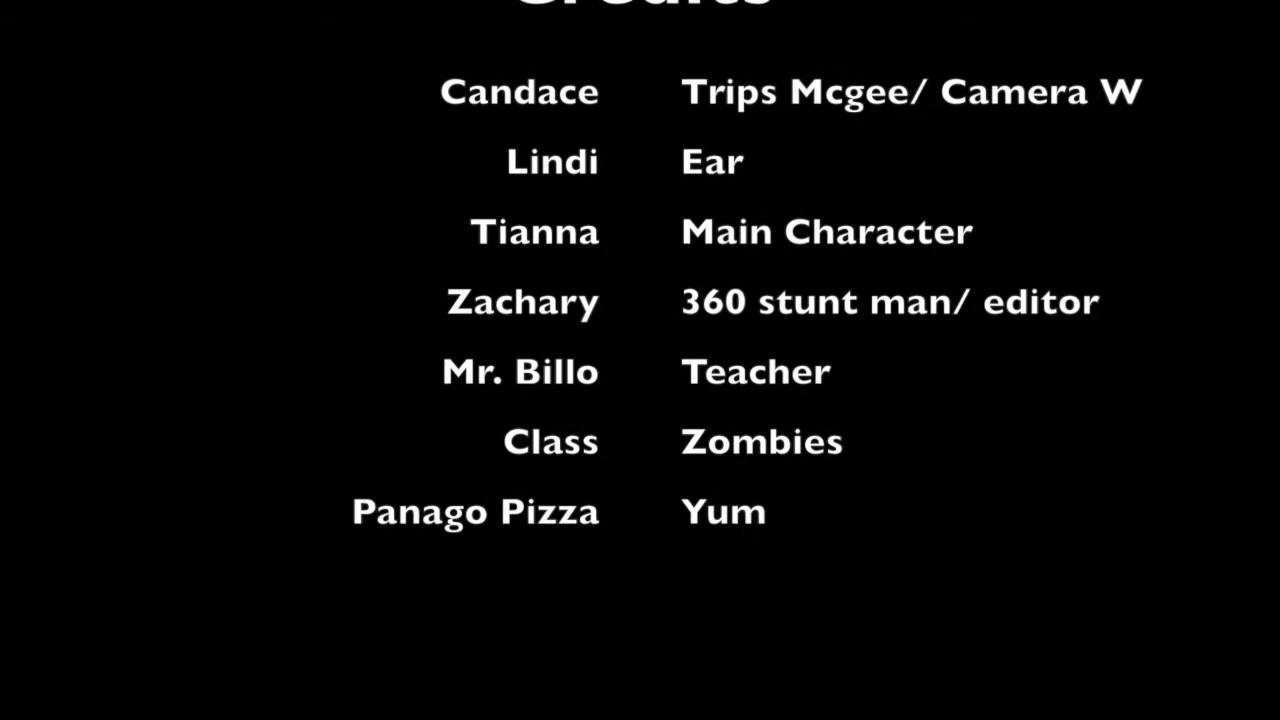 Credits
Candace Trips Mcgee/ Camera W
Lindi Ear
Tianna Main Character
Zachary 360 stunt man/ editor
Mr. Billo Teacher
Class Zombies
Panago Pizza Yum